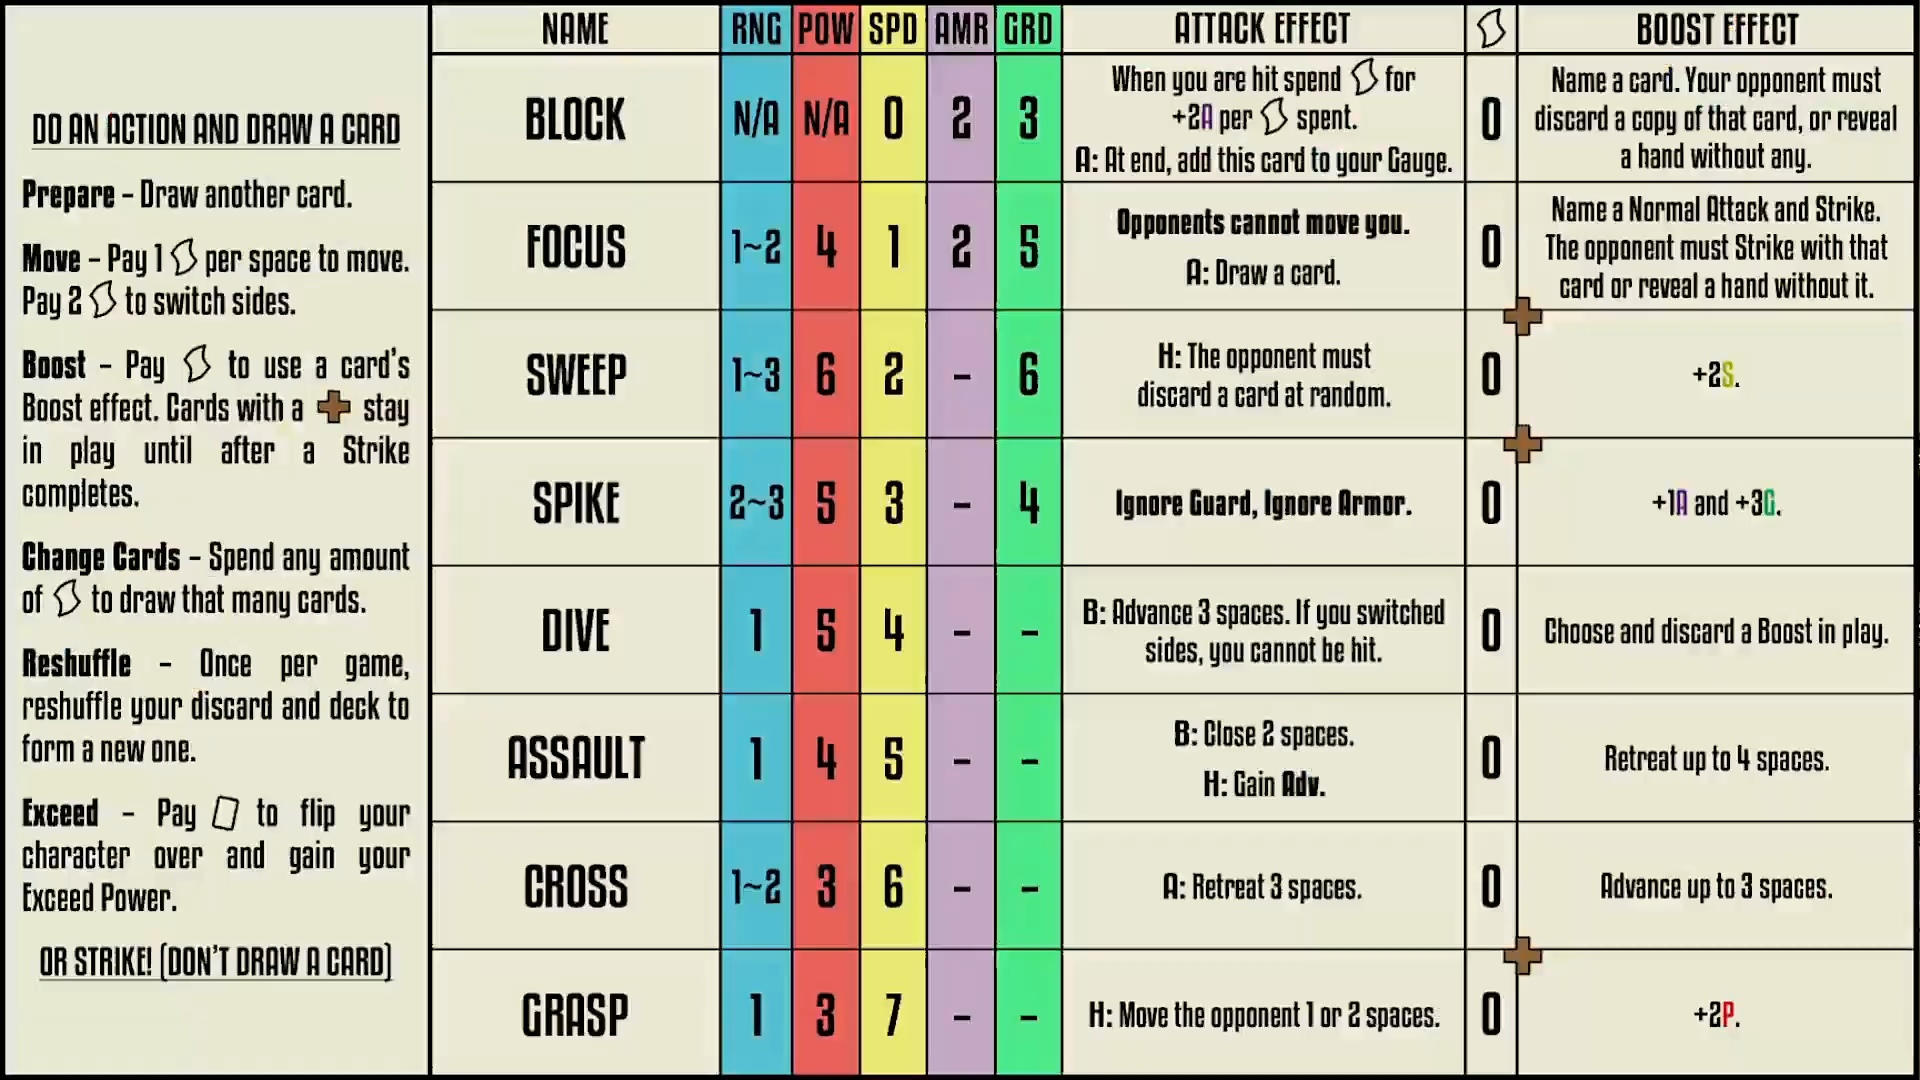 DO AN ACTION AND DRAW A CARD
Prepare – Draw another card.
Move – Pay 1 per space to move.
Pay 2 to switch sides.
Boost – Pay to use a card's
Boost effect. Cards with a stay
in play until after a Strike
completes.
Change Cards – Spend any amount
of to draw that many cards.
Reshuffle – Once per game,
reshuffle your discard and deck to
form a new one.
Exceed – Pay to flip your
character over and gain your
Exceed Power.
OR STRIKE! (DON'T DRAW A CARD)
NAME RNG POW SPD AMR GRD ATTACK EFFECT BOOST EFFECT
BLOCK N/A N/A 0 2 3
When you are hit spend for
+2A per spent.
A: At end, add this card to your Gauge.
0
Name a card. Your opponent must
discard a copy of that card, or reveal
a hand without any.
FOCUS 1~2 4 1 2 5
Opponents cannot move you.
A: Draw a card.
0
Name a Normal Attack and Strike.
The opponent must Strike with that
card or reveal a hand without it.
SWEEP 1~3 6 2 - 6
H: The opponent must
discard a card at random.
0
+2S.
SPIKE 2~3 5 3 - 4
Ignore Guard, Ignore Armor.
0
+1A and +3G.
DIVE 1 5 4 - -
B: Advance 3 spaces. If you switched
sides, you cannot be hit.
0
Choose and discard a Boost in play.
ASSAULT 1 4 5 - -
B: Close 2 spaces.
H: Gain Adv.
0
Retreat up to 4 spaces.
CROSS 1~2 3 6 - -
A: Retreat 3 spaces.
0
Advance up to 3 spaces.
GRASP 1 3 7 - -
H: Move the opponent 1 or 2 spaces.
0
+2P.